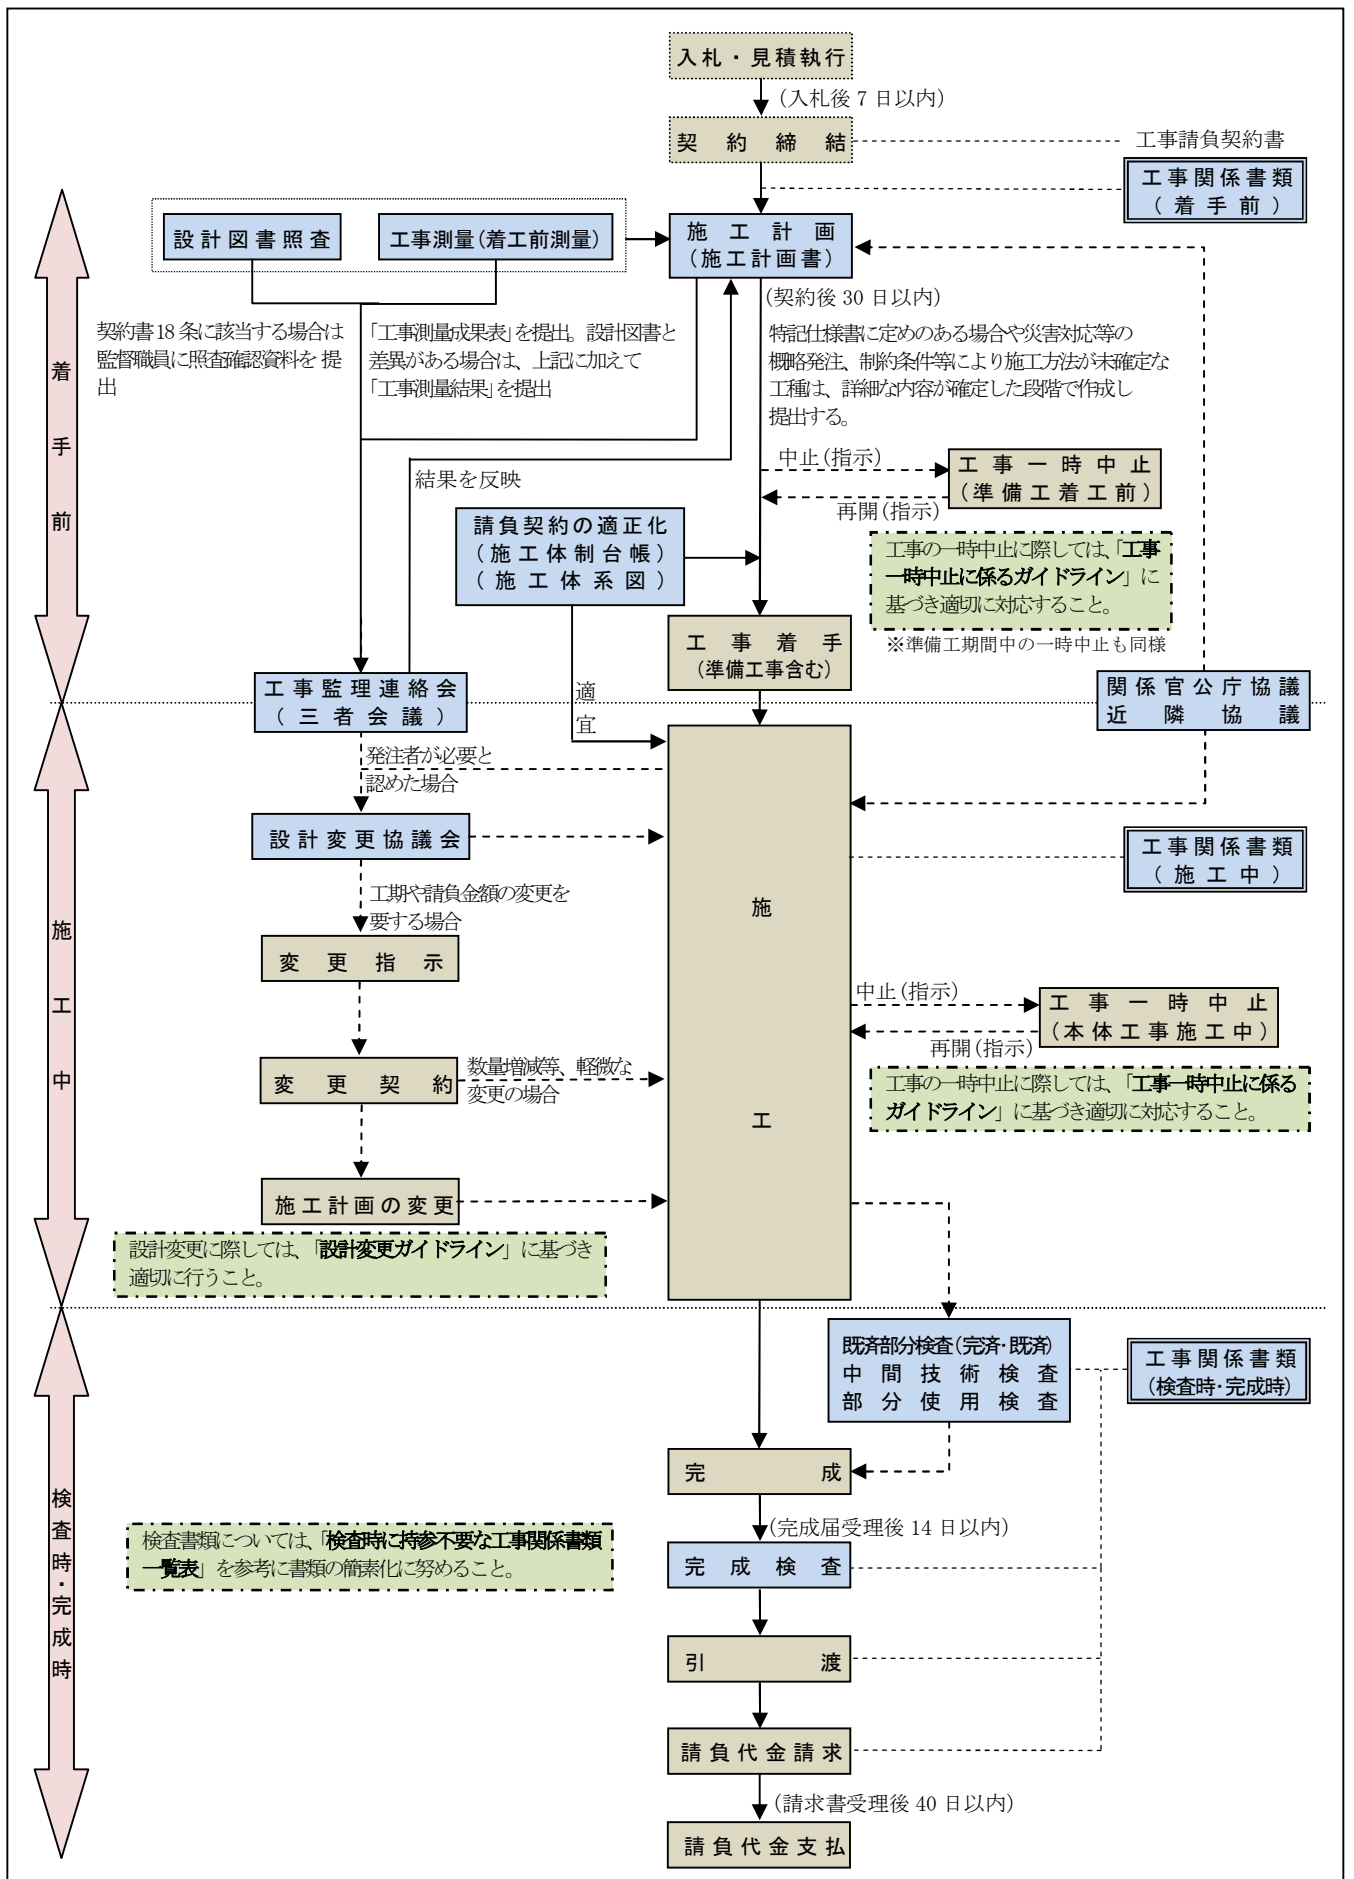 入札・見積執行
(入札後 7 日以内)
契約締結
工事請負契約書
工事関係書類
(着手前)
設計図書照査
工事測量(着工前測量)
施工計画
(施工計画書)
(契約後 30 日以内)
契約書18条に該当する場合は
監督職員に照査確認資料を 提
出
「工事測量成果表」を提出。設計図書と
差異がある場合は、上記に加えて
「工事測量結果」を提出
特記仕様書に定めのある場合や災害対応等の
概略発注、制約条件等により施工方法が未確定な
工種は、詳細な内容が確定した段階で作成し
提出する。
着手前
結果を反映
中止(指示)
工事一時中止
(準備工着工前)
再開(指示)
請負契約の適正化
(施工体制台帳)
(施工体系図)
工事の一時中止に際しては、「工事
一時中止に係るガイドライン」に
基づき適切に対応すること。
※準備工期間中の一時中止も同様
工事着手
(準備工事含む)
適宜
工事監理連絡会
(三者会議)
関係官公庁協議
近隣協議
発注者が必要と
認めた場合
設計変更協議会
工事関係書類
(施工中)
施工
工期や請負金額の変更を
要する場合
施工中
変更指示
中止(指示)
工事一時中止
(本体工事施工中)
再開(指示)
変更契約
数量増減等、軽微な
変更の場合
工事の一時中止に際しては、「工事一時中止に係る
ガイドライン」に基づき適切に対応すること。
施工計画の変更
設計変更に際しては、「設計変更ガイドライン」に基づき
適切に行うこと。
既済部分検査(完済・既済)
中間技術検査
部分使用検査
工事関係書類
(検査時・完成時)
完成
検査時・完成時
(完成届受理後 14 日以内)
検査書類については、「検査時に持参不要な工事関係書類
一覧表」を参考に書類の簡素化に努めること。
完成検査
引渡
請負代金請求
(請求書受理後 40 日以内)
請負代金支払